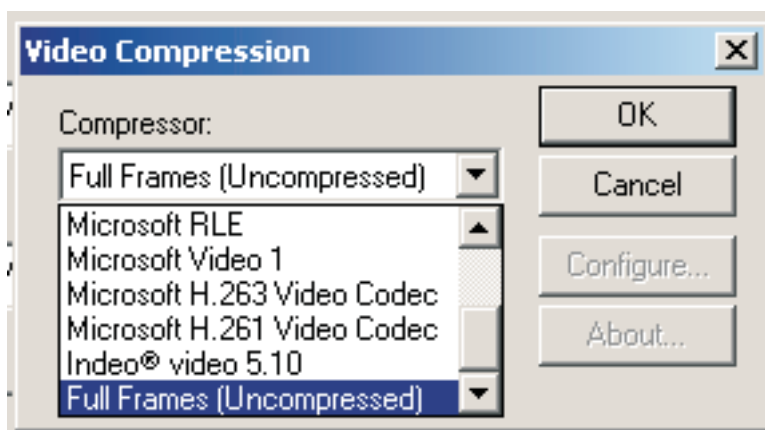 Video Compression
Compressor:
Full Frames (Uncompressed)
Microsoft RLE
Microsoft Video 1
Microsoft H.263 Video Codec
Microsoft H.261 Video Codec
Indeo® video 5.10
Full Frames (Uncompressed)
OK
Cancel
Configure...
About...